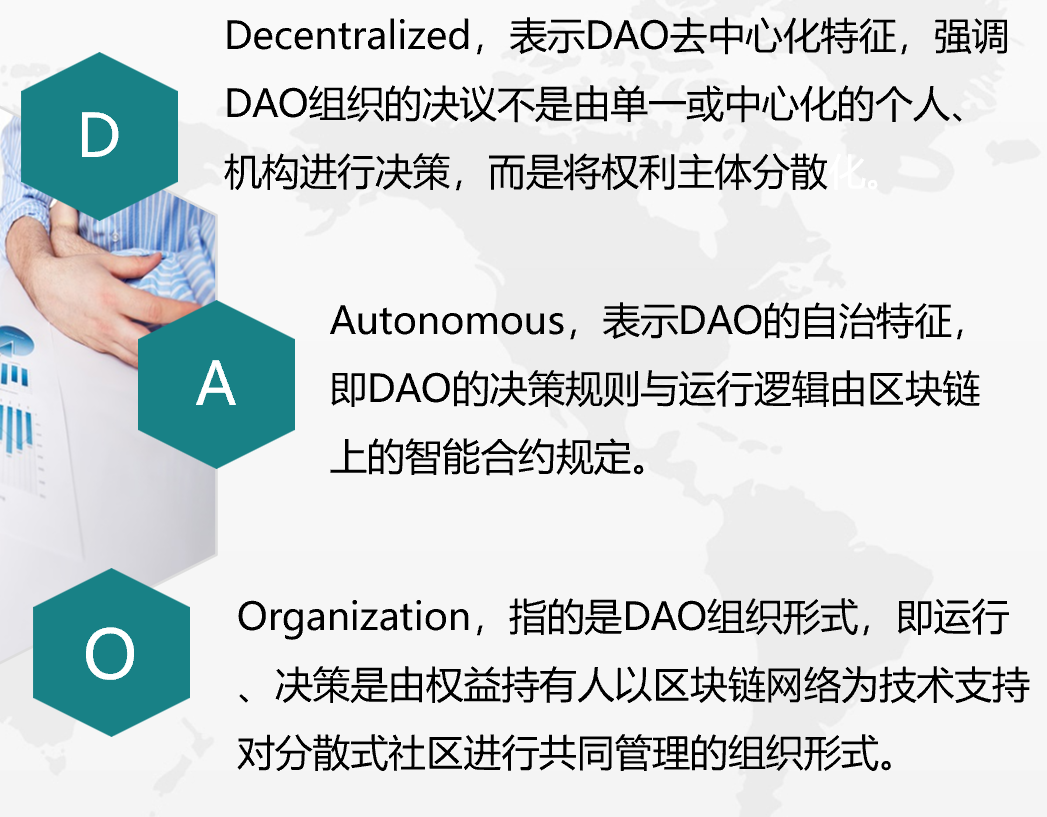 D
Decentralized，表示DAO去中心化特征，强调
DAO组织的决议不是由单一或中心化的个人、
机构进行决策，而是将权利主体分散化。
A
Autonomous，表示DAO的自治特征，
即DAO的决策规则与运行逻辑由区块链
上的智能合约规定。
O
Organization，指的是DAO组织形式，即运行
、决策是由权益持有人以区块链网络为技术支持
对分散式社区进行共同管理的组织形式。